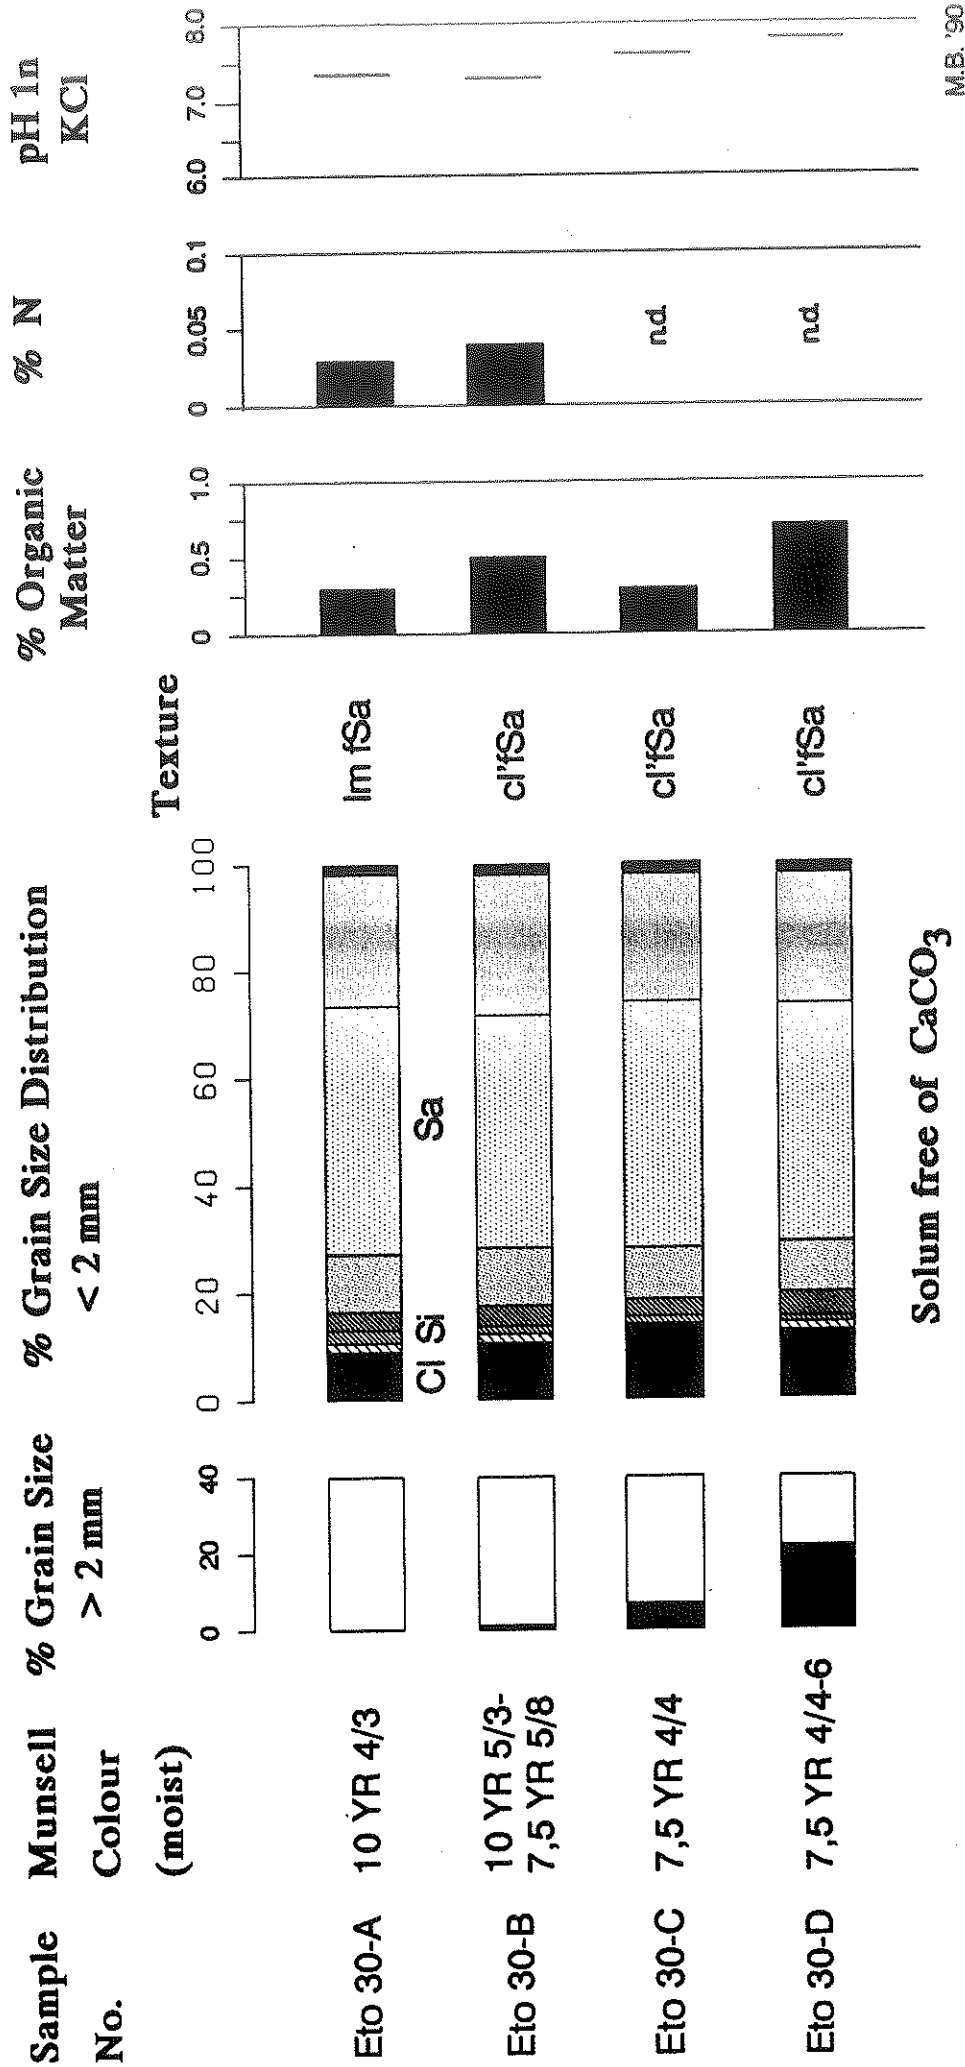 Sample Munsell % Grain Size % Grain Size Distribution % Organic % N pH 1n
No. Colour > 2 mm < 2 mm Matter KCl
(moist) Texture
0 20 40 0 20 40 60 80 100 0 0.5 1.0 0 0.05 0.1 6.0 7.0 8.0
Eto 30-A 10 YR 4/3 lm fSa
Cl Si Sa
Eto 30-B 10 YR 5/3- cl'fSa
7,5 YR 5/8
Eto 30-C 7,5 YR 4/4 cl'fSa n.d.
Eto 30-D 7,5 YR 4/4-6 cl'fSa n.d.
Solum free of CaCO₃
M.B. '90